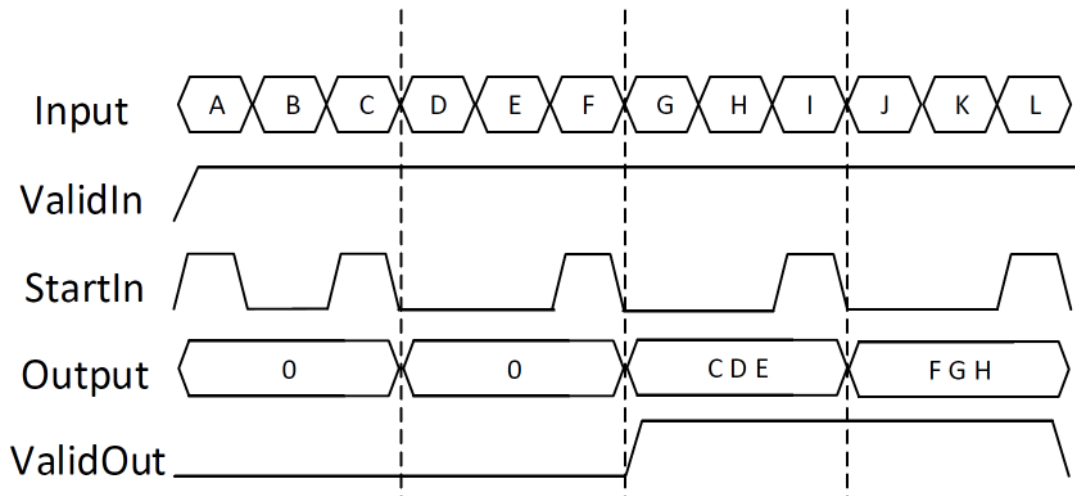 Input A B C D E F G H I J K L
ValidIn
StartIn
Output 0 0 C D E F G H
ValidOut